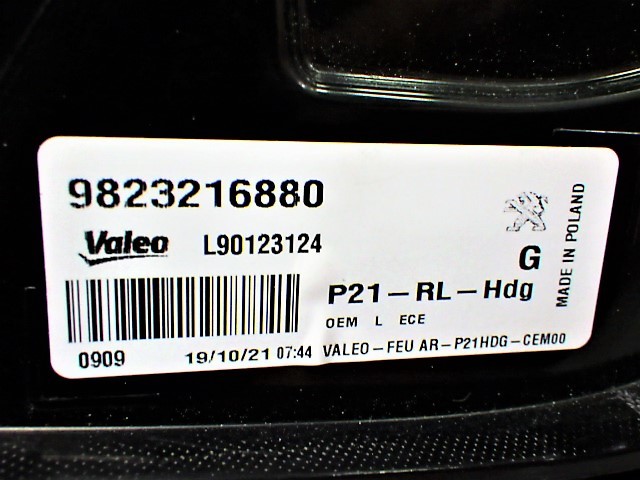 9823216880
Valeo L90123124
G
MADE IN POLAND
P21-RL-Hdg
OEM L ECE
0909 19/10/21 07:44 VALEO-FEU AR-P21HDG-CEM00